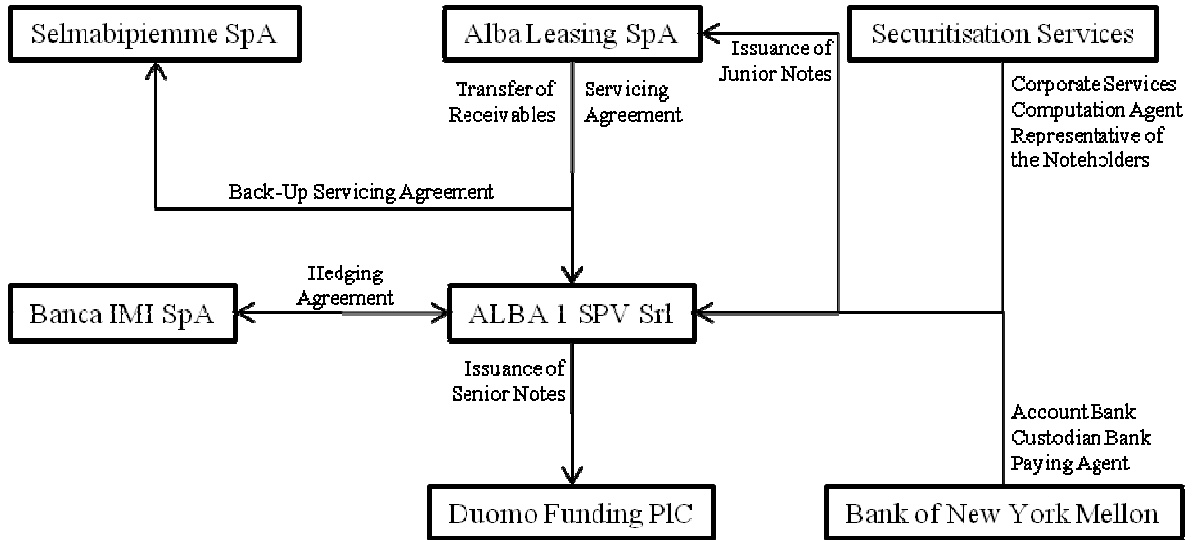 Selmabipiemme SpA
Alba Leasing SpA
Issuance of
Junior Notes
Securitisation Services
Transfer of
Receivables
Servicing
Agreement
Corporate Services
Computation Agent
Representative of
the Noteholders
Back-Up Servicing Agreement
Hedging
Agreement
Banca IMI SpA
ALBA 1 SPV Srl
Issuance of
Senior Notes
Account Bank
Custodian Bank
Paying Agent
Duomo Funding PlC
Bank of New York Mellon